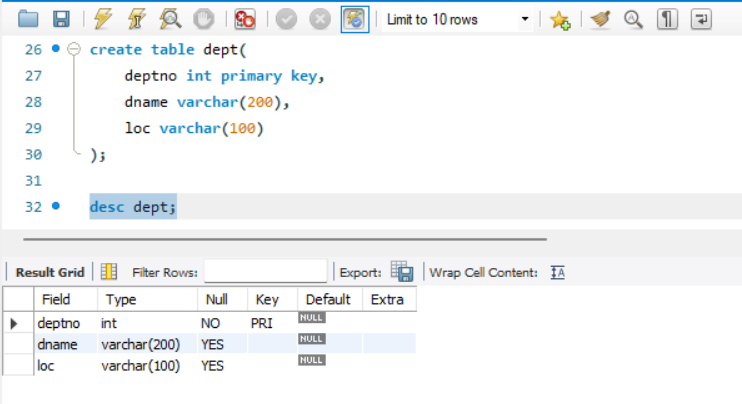 Limit to 10 rows
26 create table dept(
27 deptno int primary key,
28 dname varchar(200),
29 loc varchar(100)
30 );
31
32 desc dept;
Result Grid Filter Rows: Export: Wrap Cell Content: IA
Field Type Null Key Default Extra
deptno int NO PRI NULL
dname varchar(200) YES NULL
loc varchar(100) YES NULL